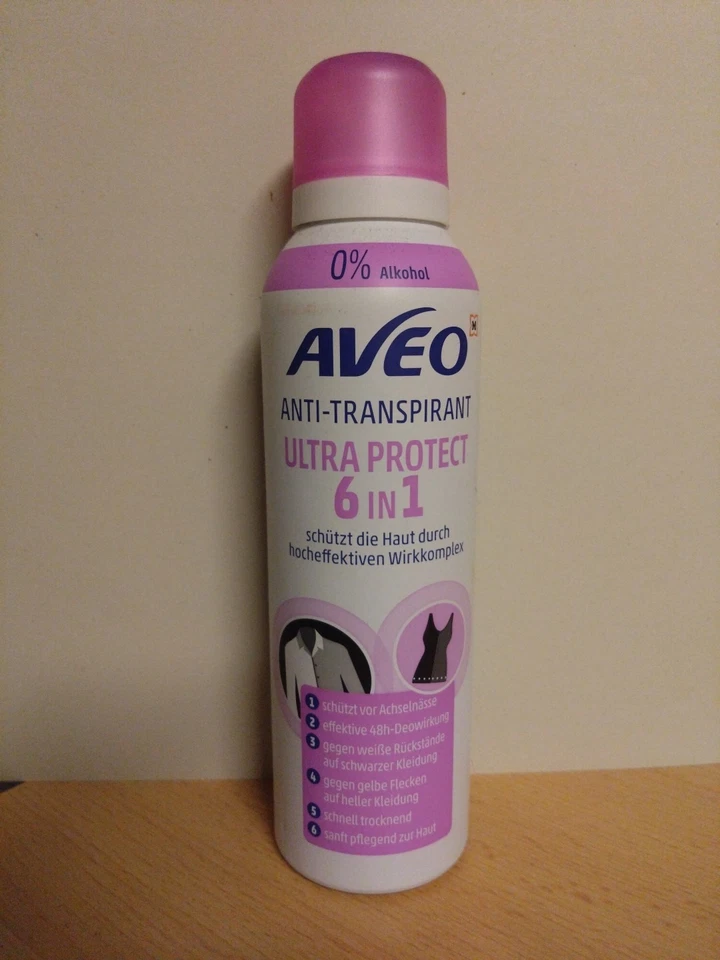 0% Alkohol
AVEO
ANTI-TRANSPIRANT
ULTRA PROTECT
6 IN 1
schützt die Haut durch
hocheffektiven Wirkkomplex
1 schützt vor Achselnässe
2 effektive 48h-Deowirkung
3 gegen weiße Rückstände
auf schwarzer Kleidung
4 gegen gelbe Flecken
auf heller Kleidung
5 schnell trocknend
6 sanft pflegend zur Haut